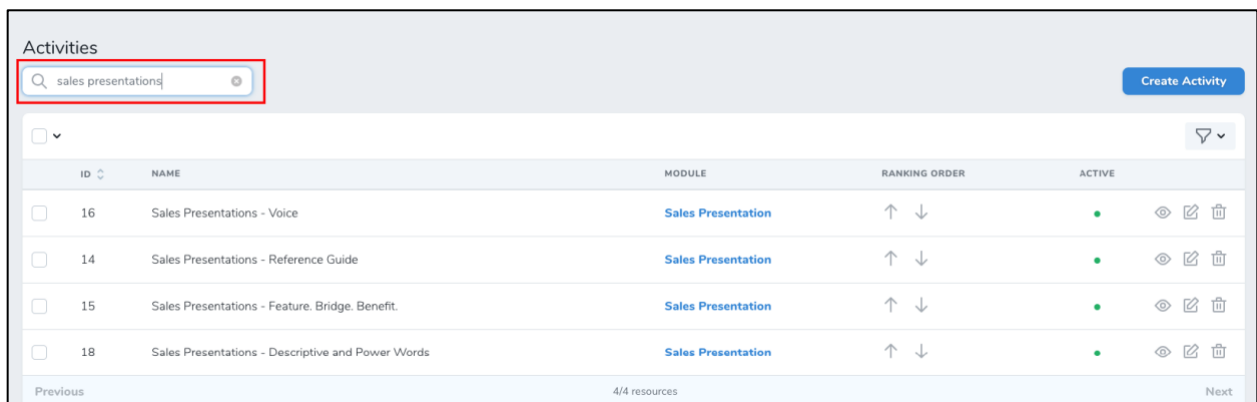 Activities
sales presentations
Create Activity
ID NAME MODULE RANKING ORDER ACTIVE
16 Sales Presentations - Voice Sales Presentation
14 Sales Presentations - Reference Guide Sales Presentation
15 Sales Presentations - Feature. Bridge. Benefit. Sales Presentation
18 Sales Presentations - Descriptive and Power Words Sales Presentation
Previous 4/4 resources Next